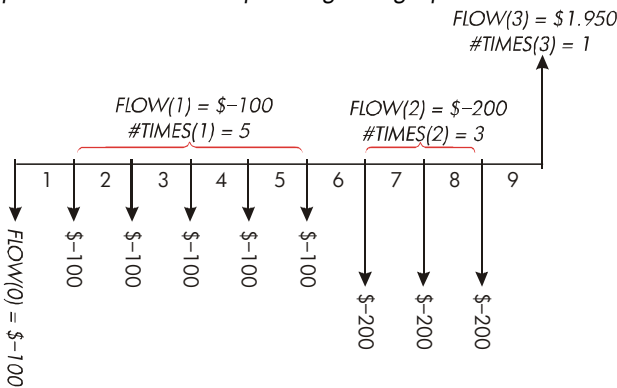 FLOW(3) = $1.950
#TIMES(3) = 1
FLOW(1) = $–100
#TIMES(1) = 5
FLOW(2) = $–200
#TIMES(2) = 3
1 2 3 4 5 6 7 8 9
FLOW(0) = $–100
$–100
$–100
$–100
$–100
$–100
$–200
$–200
$–200